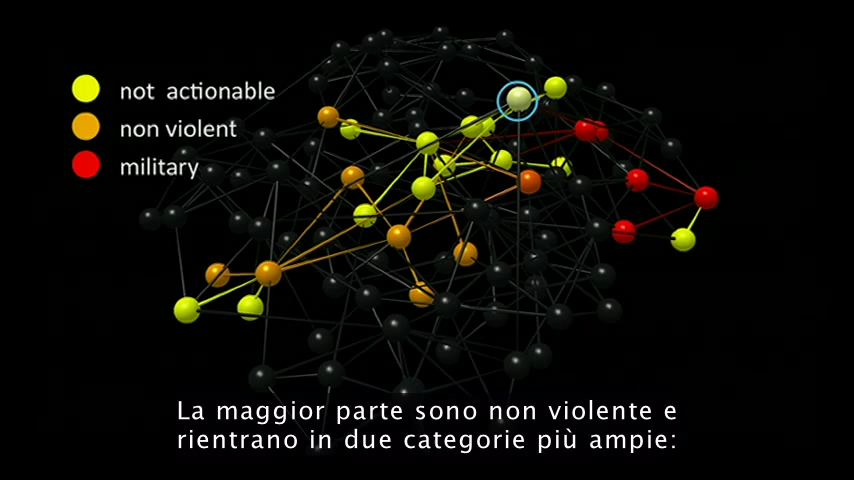 not actionable
non violent
military
La maggior parte sono non violente e
rientrano in due categorie più ampie: